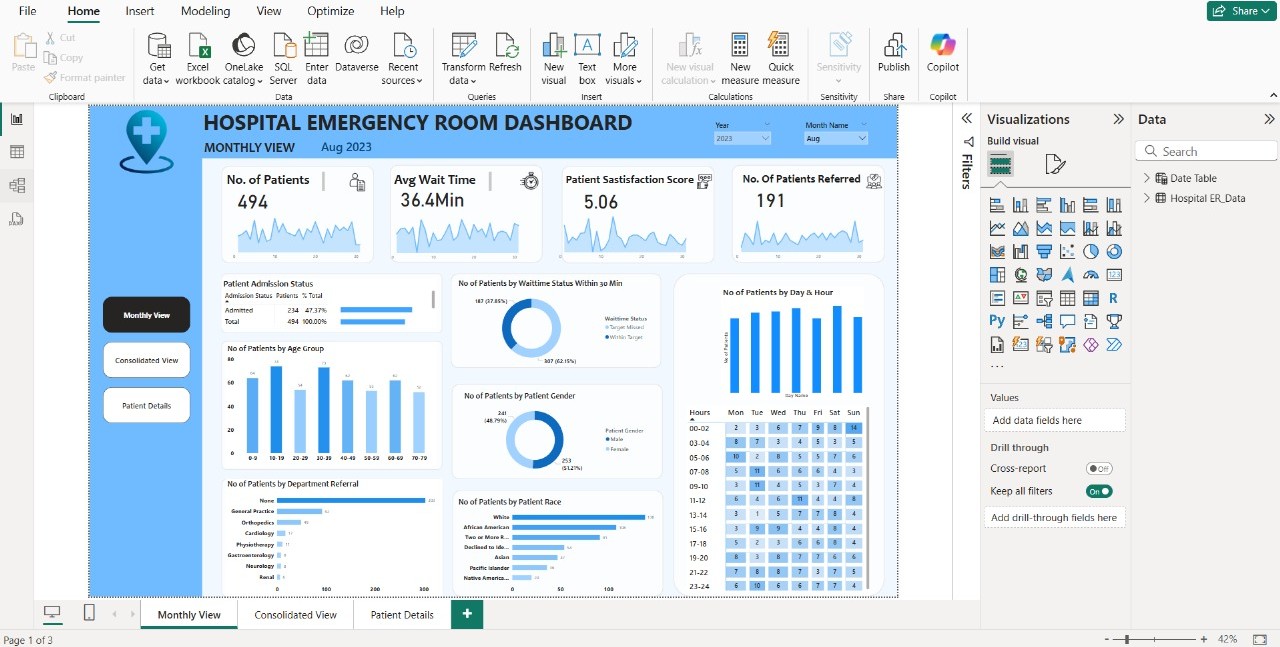 File Home Insert Modeling View Optimize Help
Share
Paste
Cut
Copy
Format painter
Get data
Excel workbook
OneLake catalog
SQL Server
Enter data
Dataverse
Recent sources
Transform data
Refresh
New visual
Text box
More visuals
New visual calculation
New measure
Quick measure
Sensitivity
Publish
Copilot
Clipboard Data Queries Insert Calculations Sensitivity Share Copilot
HOSPITAL EMERGENCY ROOM DASHBOARD
MONTHLY VIEW Aug 2023
Year
2023
Month Name
Aug
No. of Patients
494
Avg Wait Time
36.4Min
Patient Sastisfaction Score
5.06
No. Of Patients Referred
191
Monthly View
Consolidated View
Patient Details
Patient Admission Status
Admission Status Patients % Total
Admitted 234 47.37%
Total 494 100.00%
No of Patients by Age Group
80
60
40
20
0
0-9 10-19 20-29 30-39 40-49 50-59 60-69 70-79
No of Patients by Department Referral
None
General Practice
Orthopedics
Cardiology
Physiotherapy
Gastroenterology
Neurology
Renal
0 100 200 300
No of Patients by Waittime Status Within 30 Min
187 (37.85%)
307 (62.15%)
Waittime Status
Target Missed
Within Target
No of Patients by Patient Gender
241
(48.79%)
253
(51.21%)
Patient Gender
Male
Female
No of Patients by Patient Race
White
African American
Two or More R...
Declined to Ide...
Asian
Pacific Islander
Native America...
0 50 100
No of Patients by Day & Hour
No of Patients
Day Name
Hours Mon Tue Wed Thu Fri Sat Sun
00-02 2 3 6 7 9 8 14
03-04 8 7 3 4 5 3 5
05-06 10 2 8 5 5 7 6
07-08 5 11 6 6 6 4 3
09-10 3 11 4 5 3 7 4
11-12 6 4 6 11 4 4 8
13-14 3 1 5 7 7 8 4
15-16 3 9 9 4 4 8 4
17-18 5 2 3 6 6 8 4
19-20 8 3 8 7 7 6 6
21-22 7 8 8 7 3 7 5
23-24 6 10 6 6 7 7 4
Filters
Visualizations
Build visual
Values
Add data fields here
Drill through
Cross-report Off
Keep all filters On
Add drill-through fields here
Data
Search
Date Table
Hospital ER_Data
Monthly View Consolidated View Patient Details
Page 1 of 3
42%